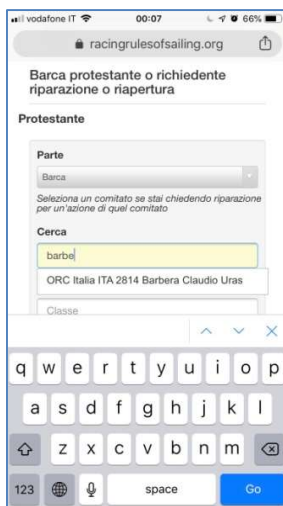 vodafone IT 00:07 66%
racingrulesofsailing.org
Barca protestante o richiedente
riparazione o riapertura
Protestante
Parte
Barca
Seleziona un comitato se stai chiedendo riparazione
per un'azione di quel comitato
Cerca
barbe
ORC Italia ITA 2814 Barbera Claudio Uras
Classe
q w e r t y u i o p
a s d f g h j k l
z x c v b n m
123 space Go